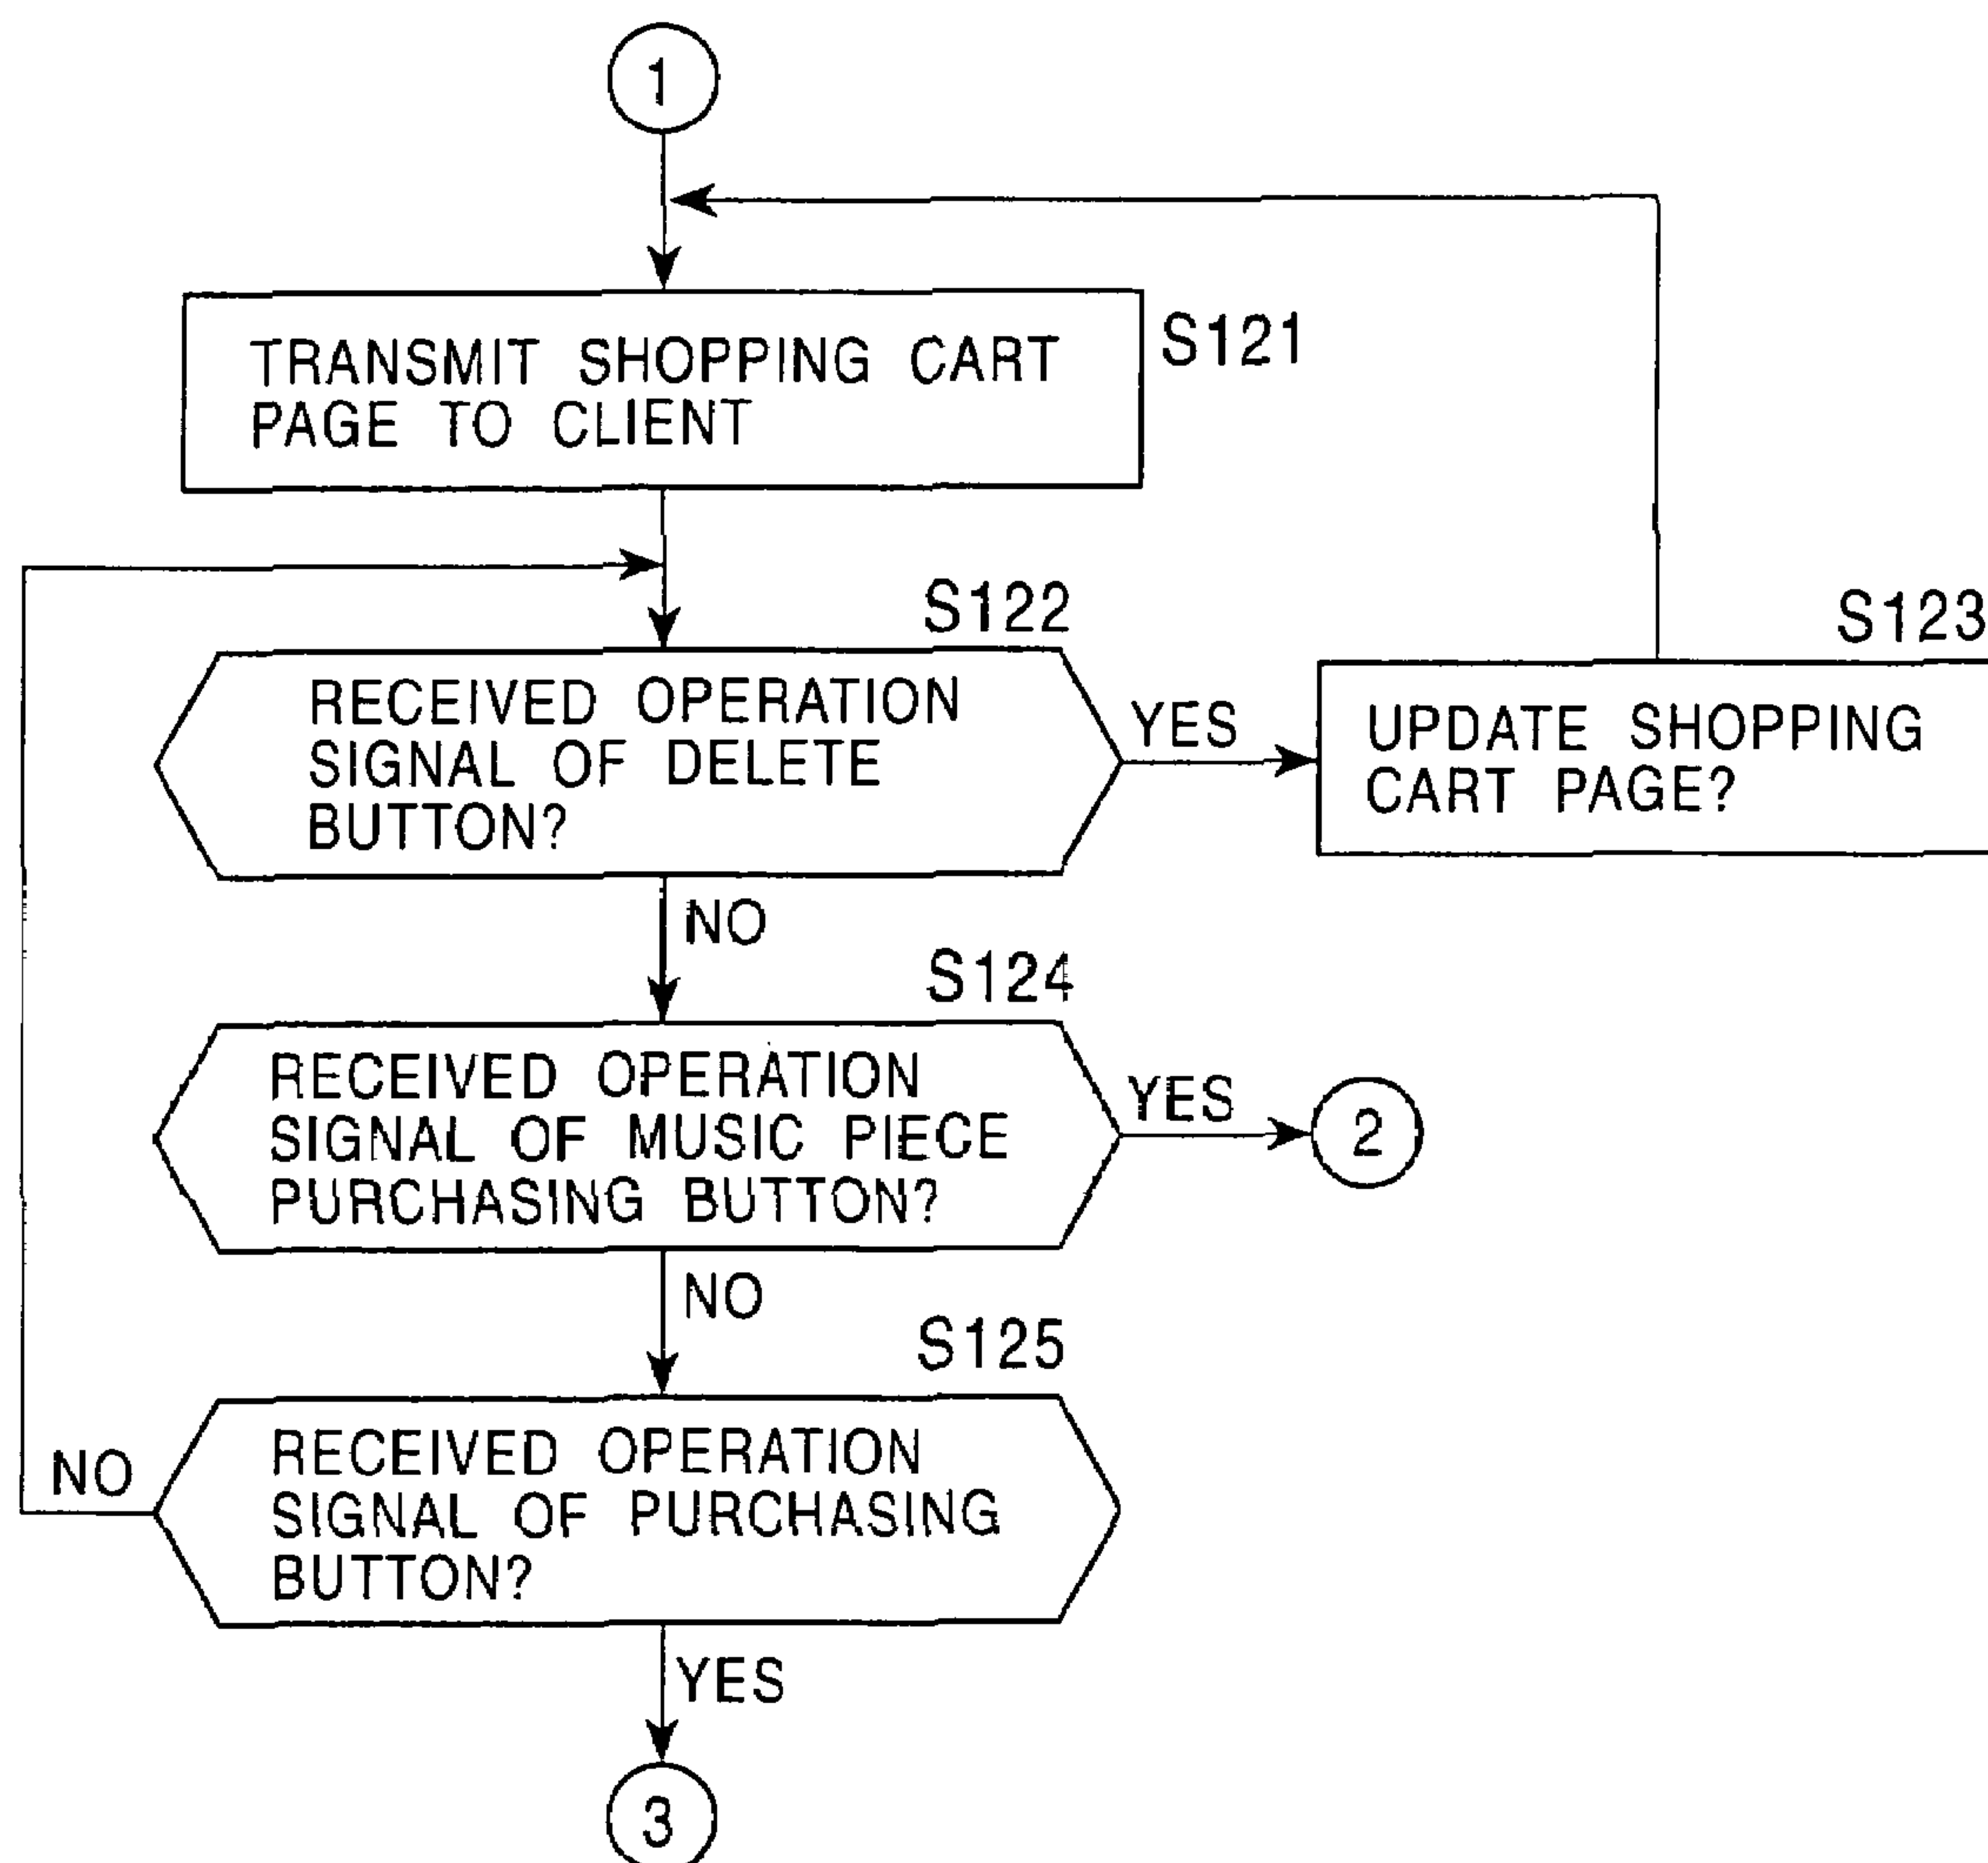 1
TRANSMIT SHOPPING CART
PAGE TO CLIENT
S121
S122
RECEIVED OPERATION
SIGNAL OF DELETE
BUTTON?
YES
S123
UPDATE SHOPPING
CART PAGE?
NO
S124
RECEIVED OPERATION
SIGNAL OF MUSIC PIECE
PURCHASING BUTTON?
YES
2
NO
S125
RECEIVED OPERATION
SIGNAL OF PURCHASING
BUTTON?
NO
YES
3